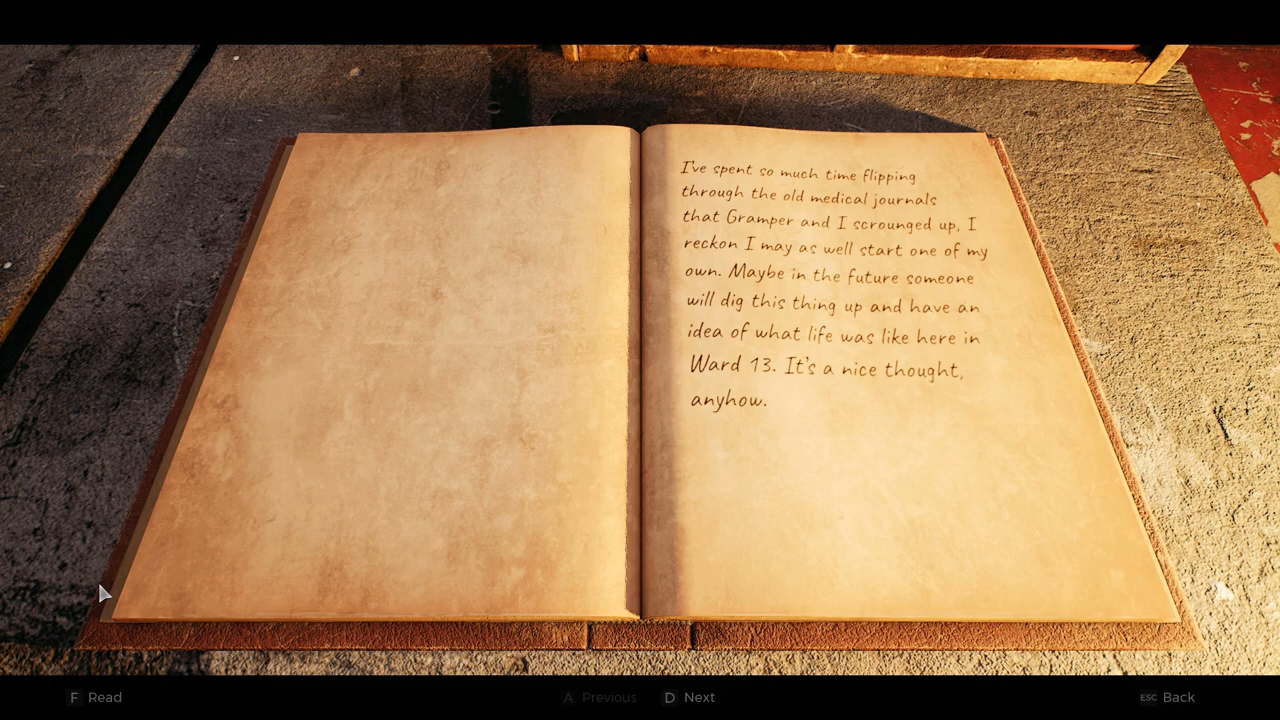 I've spent so much time flipping
through the old medical journals
that Gramper and I scrounged up, I
reckon I may as well start one of my
own. Maybe in the future someone
will dig this thing up and have an
idea of what life was like here in
Ward 13. It's a nice thought,
anyhow.
F Read
A Previous
D Next
ESC Back